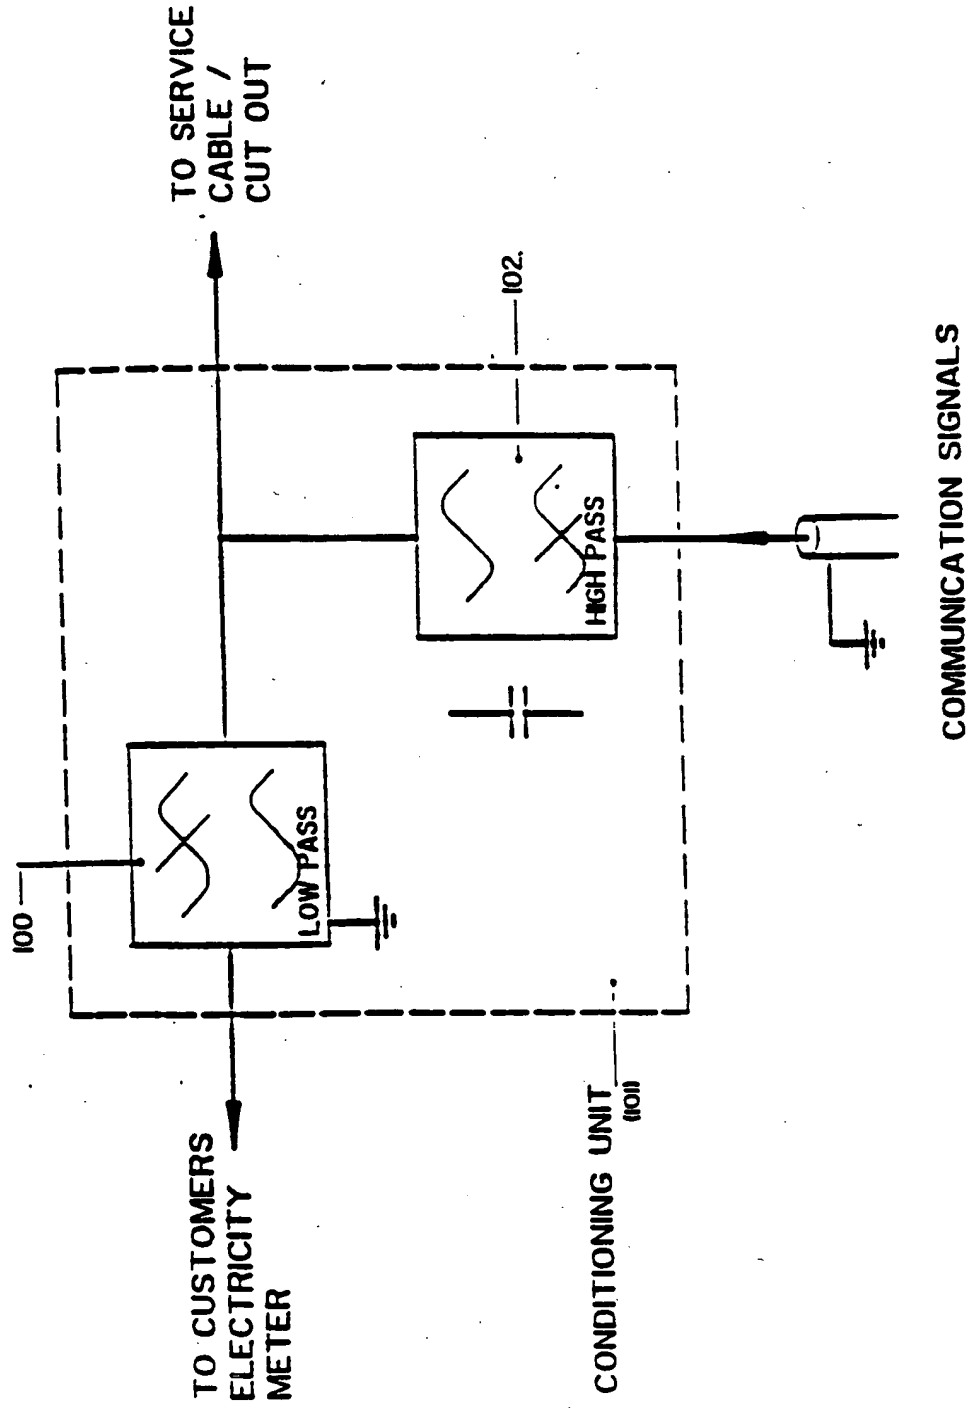 TO CUSTOMERS
ELECTRICITY
METER
100
LOW PASS
TO SERVICE
CABLE /
CUT OUT
HIGH PASS
102.
CONDITIONING UNIT
(101)
COMMUNICATION SIGNALS